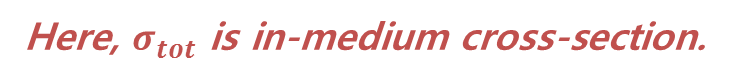 Here, σ_tot is in-medium cross-section.